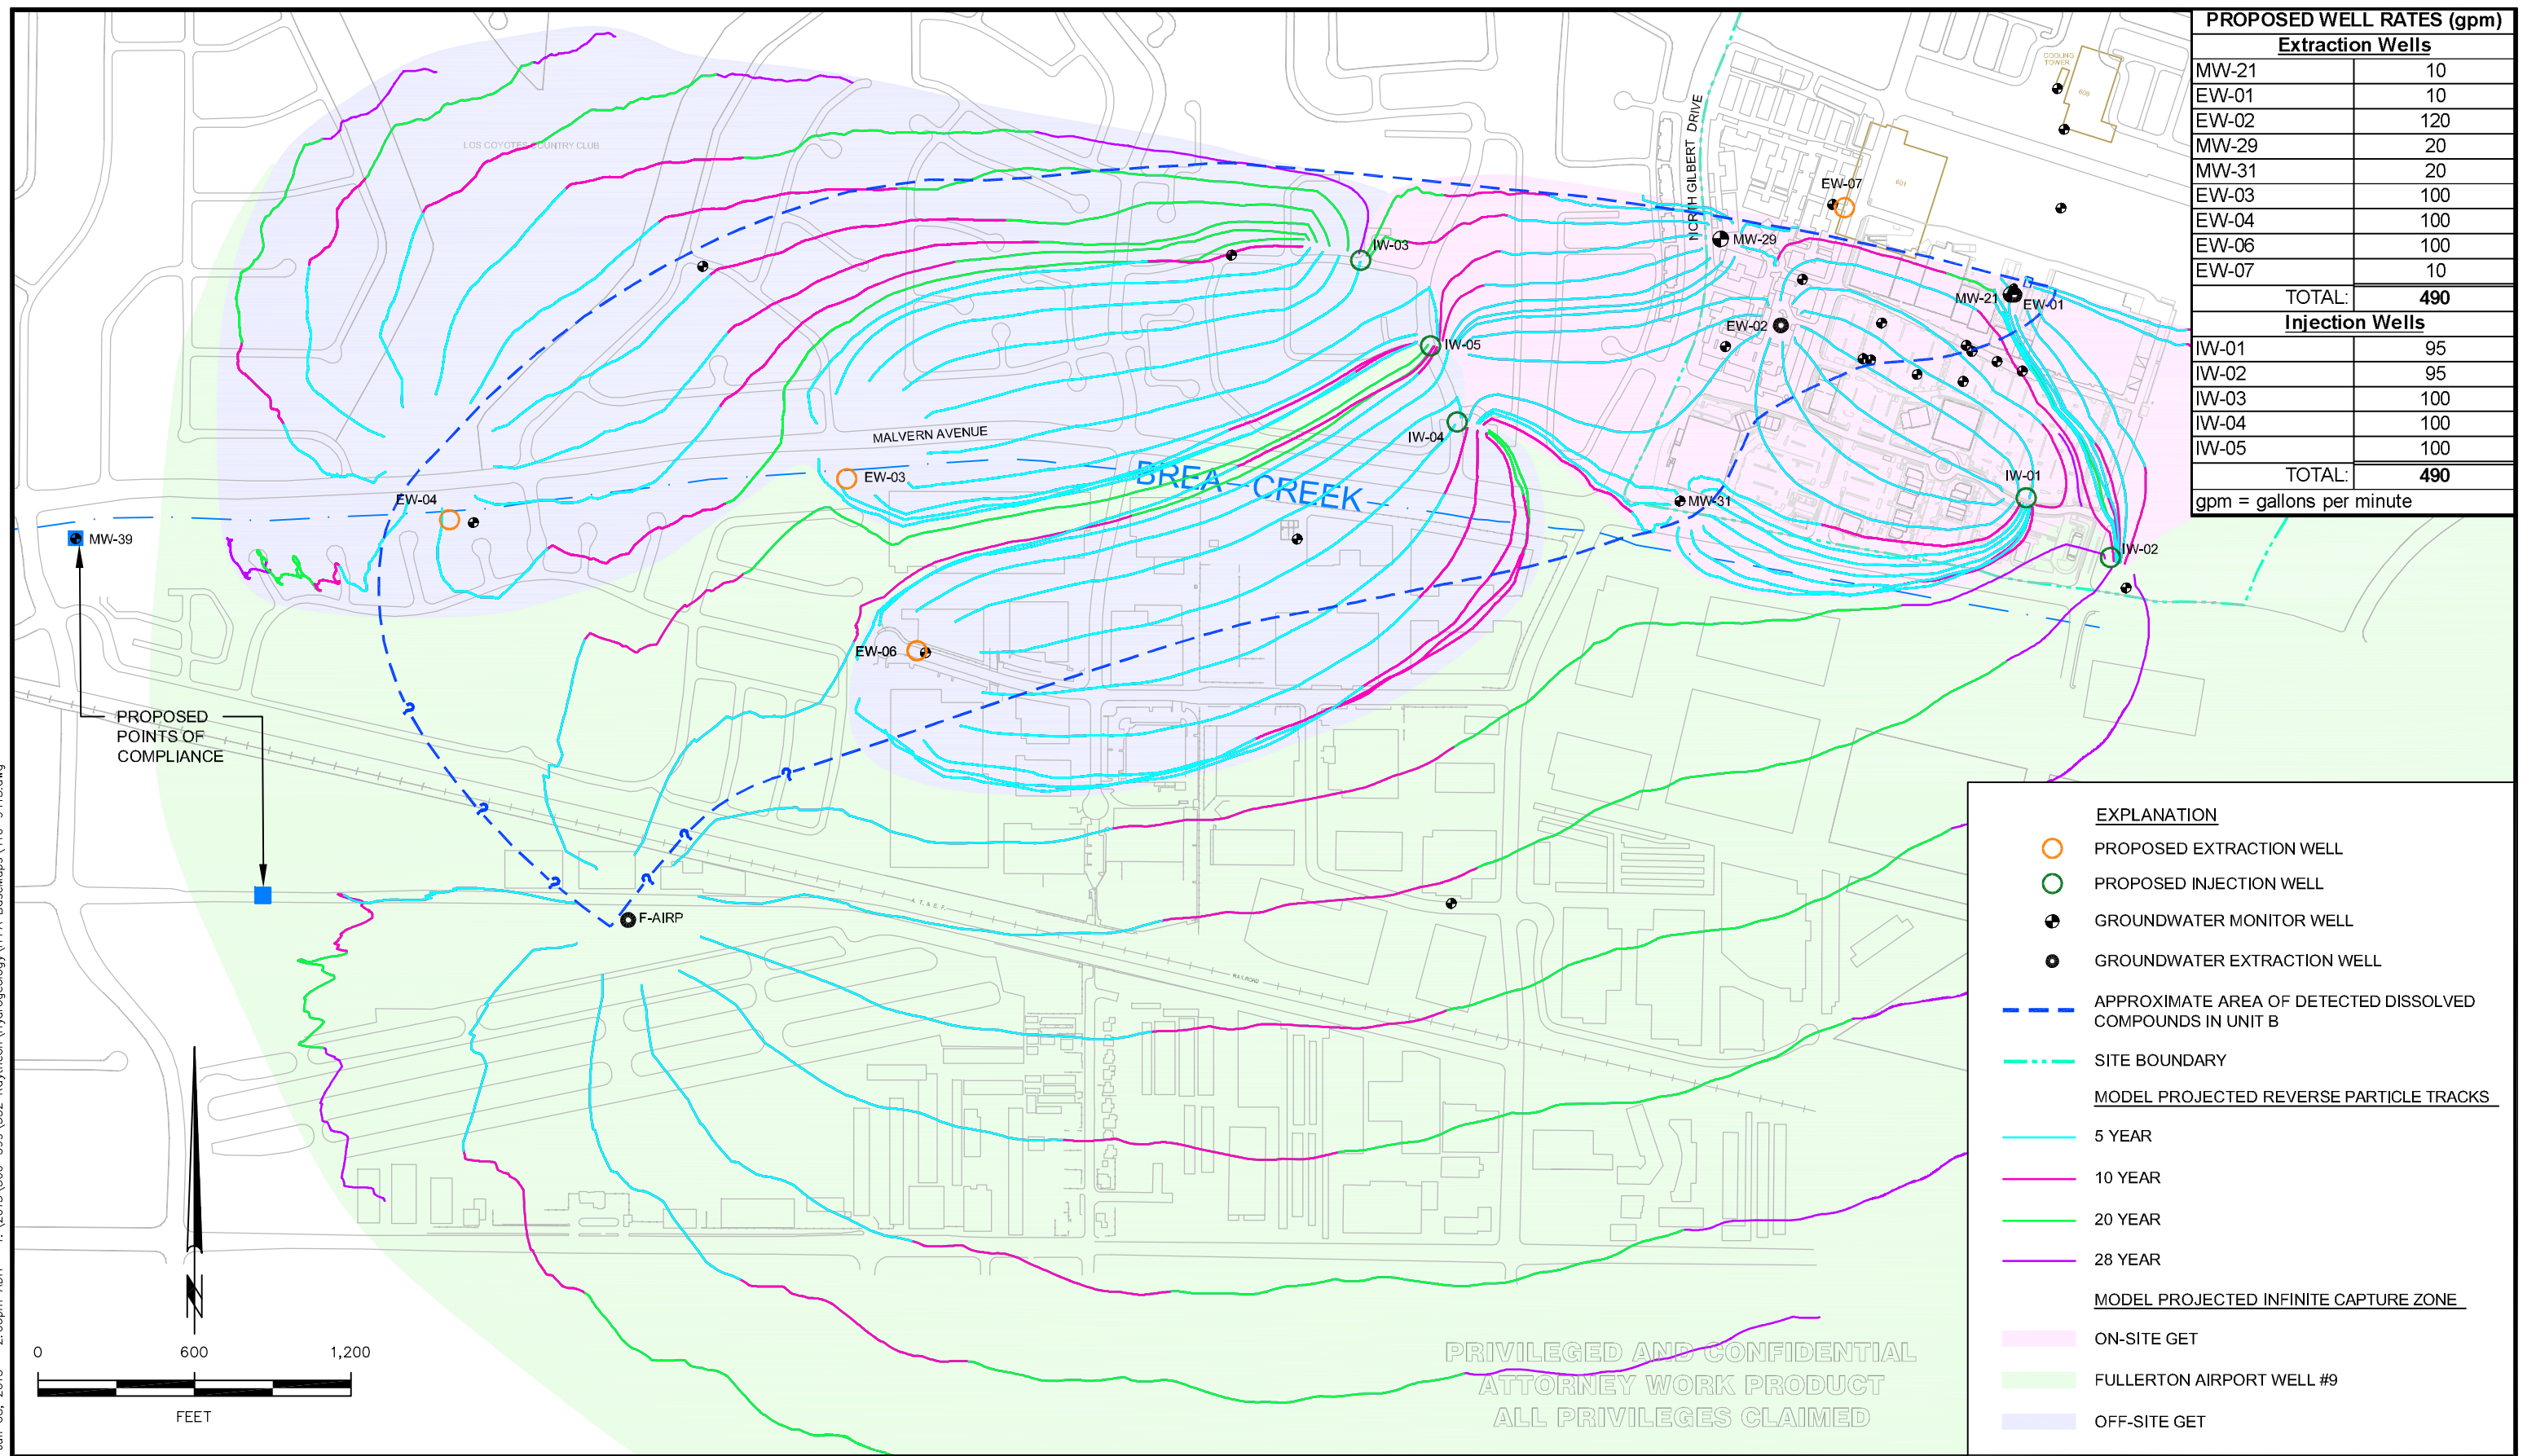 PROPOSED WELL RATES (gpm)
Extraction Wells
MW-21 10
EW-01 10
EW-02 120
MW-29 20
MW-31 20
EW-03 100
EW-04 100
EW-06 100
EW-07 10
TOTAL: 490
Injection Wells
IW-01 95
IW-02 95
IW-03 100
IW-04 100
IW-05 100
TOTAL: 490
gpm = gallons per minute
COOLING
TOWER
609
601
LOS COYOTES COUNTRY CLUB
NORTH GILBERT DRIVE
EW-07
MW-29
IW-03
MW-21
EW-01
EW-02
IW-05
MALVERN AVENUE
IW-04
BREA CREEK
EW-03
EW-04
IW-01
MW-31
MW-39
IW-02
EW-06
PROPOSED
POINTS OF
COMPLIANCE
?
?
?
?
?
?
?
F-AIRP
A.T.& S.F.
RAILROAD
EXPLANATION
PROPOSED EXTRACTION WELL
PROPOSED INJECTION WELL
GROUNDWATER MONITOR WELL
GROUNDWATER EXTRACTION WELL
APPROXIMATE AREA OF DETECTED DISSOLVED
COMPOUNDS IN UNIT B
SITE BOUNDARY
MODEL PROJECTED REVERSE PARTICLE TRACKS
5 YEAR
10 YEAR
20 YEAR
28 YEAR
MODEL PROJECTED INFINITE CAPTURE ZONE
ON-SITE GET
FULLERTON AIRPORT WELL #9
OFF-SITE GET
N
0 600 1,200
FEET
PRIVILEGED AND CONFIDENTIAL
ATTORNEY WORK PRODUCT
ALL PRIVILEGES CLAIMED